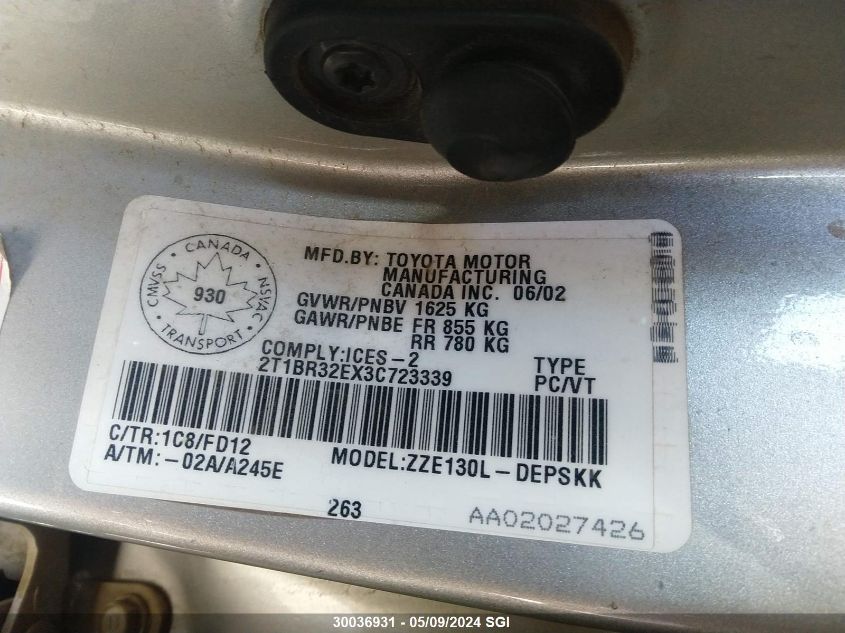 CANADA
CMVSS
NSVAC
930
TRANSPORT
MFD.BY: TOYOTA MOTOR
MANUFACTURING
CANADA INC. 06/02
GVWR/PNBV 1625 KG
GAWR/PNBE FR 855 KG
RR 780 KG
COMPLY:ICES-2
2T1BR32EX3C723339
TYPE
PC/VT
C/TR:1C8/FD12
A/TM:-02A/A245E
MODEL:ZZE130L-DEPSKK
263
AA02027426
30036931 - 05/09/2024 SGI